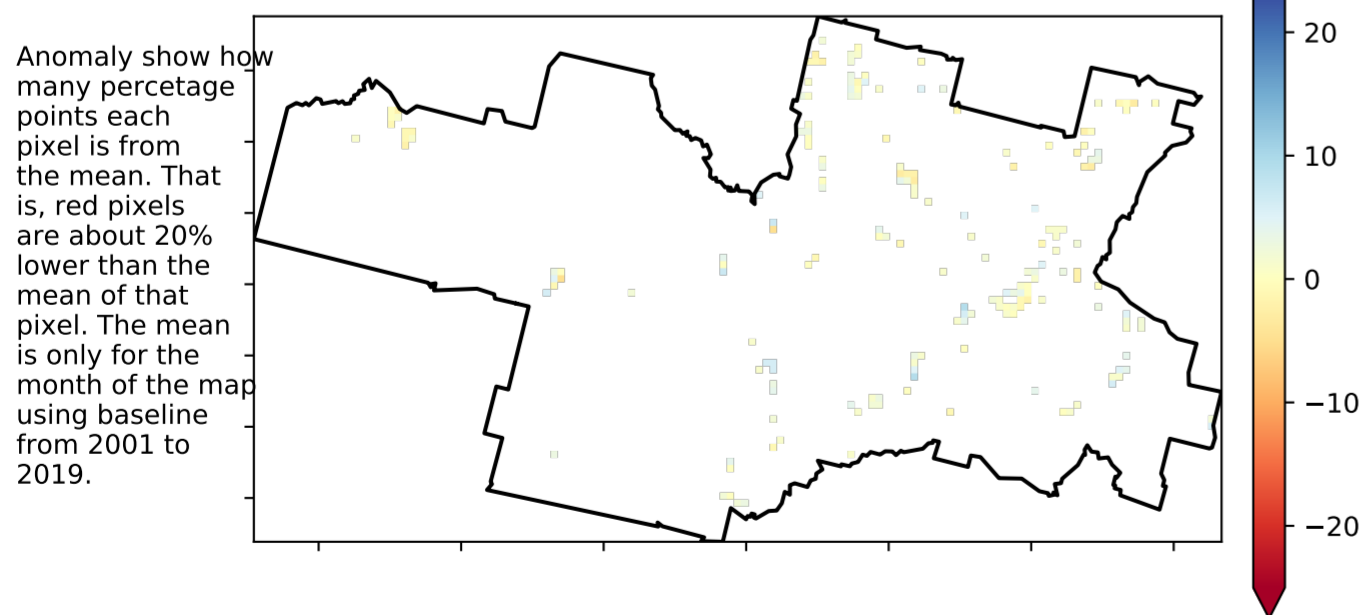 Anomaly show how
many percetage
points each
pixel is from
the mean. That
is, red pixels
are about 20%
lower than the
mean of that
pixel. The mean
is only for the
month of the map
using baseline
from 2001 to
2019.
20
10
0
−10
−20